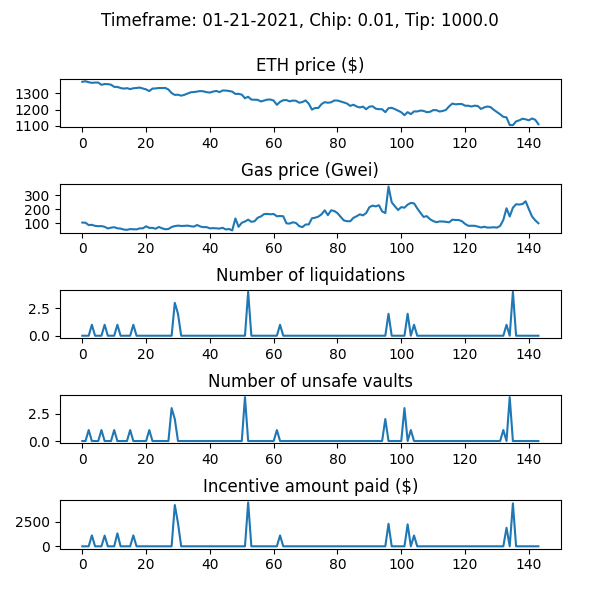 Timeframe: 01-21-2021, Chip: 0.01, Tip: 1000.0
ETH price ($)
1300
1200
1100
0 20 40 60 80 100 120 140
Gas price (Gwei)
300
200
100
0 20 40 60 80 100 120 140
Number of liquidations
2.5
0.0
0 20 40 60 80 100 120 140
Number of unsafe vaults
2.5
0.0
0 20 40 60 80 100 120 140
Incentive amount paid ($)
2500
0
0 20 40 60 80 100 120 140